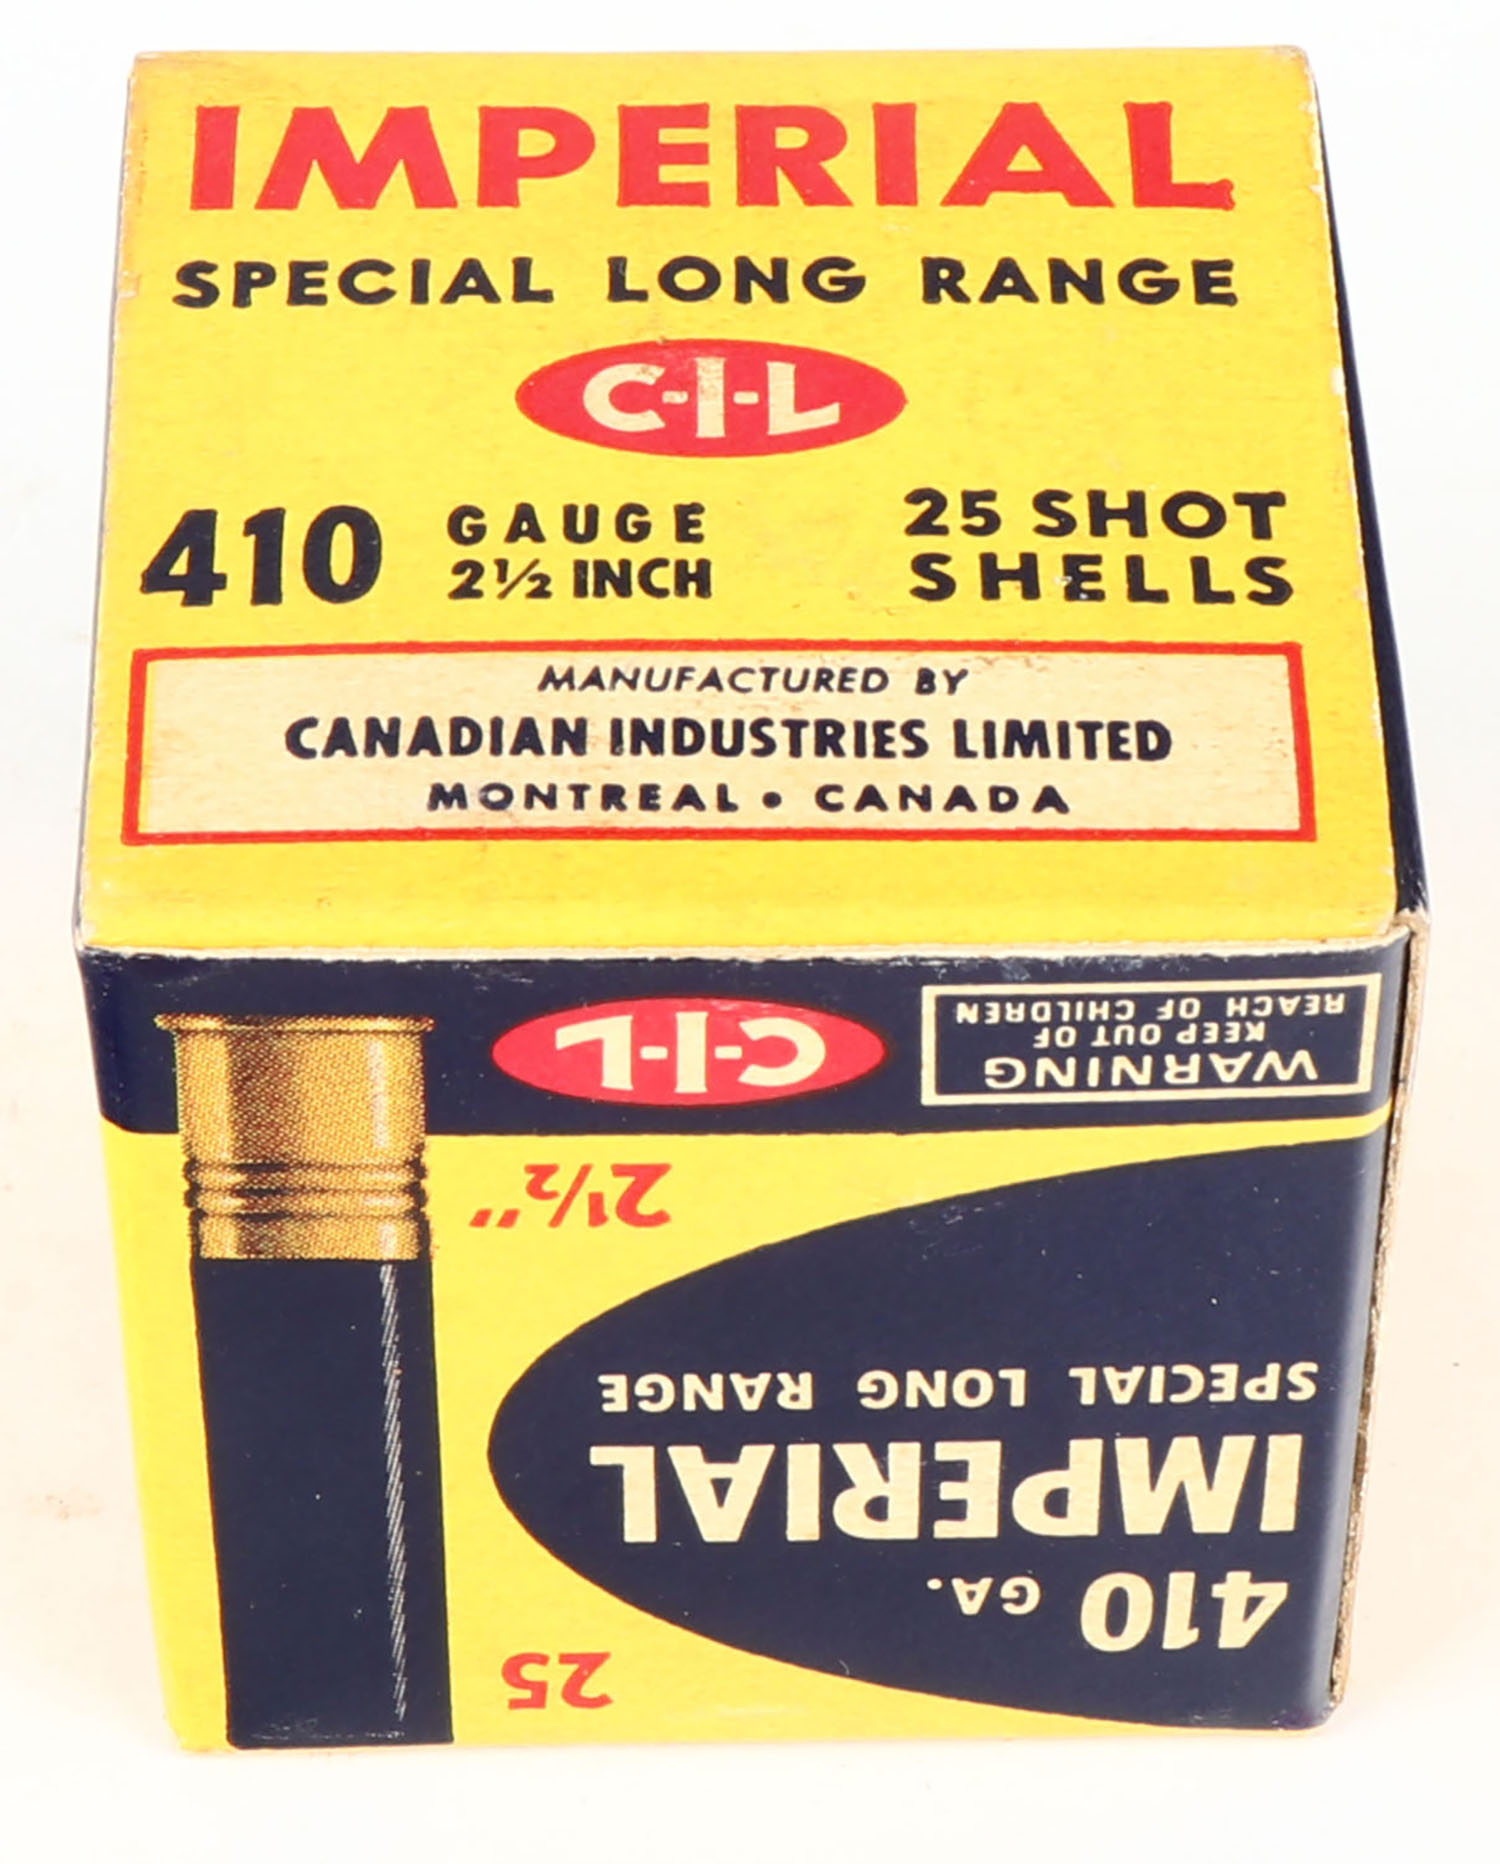 IMPERIAL
SPECIAL LONG RANGE
C-I-L
410 GAUGE
2½ INCH
25 SHOT
SHELLS
MANUFACTURED BY
CANADIAN INDUSTRIES LIMITED
MONTREAL • CANADA
410 GA.
25
IMPERIAL
SPECIAL LONG RANGE
2½"
WARNING
KEEP OUT OF
REACH OF CHILDREN
C-I-L